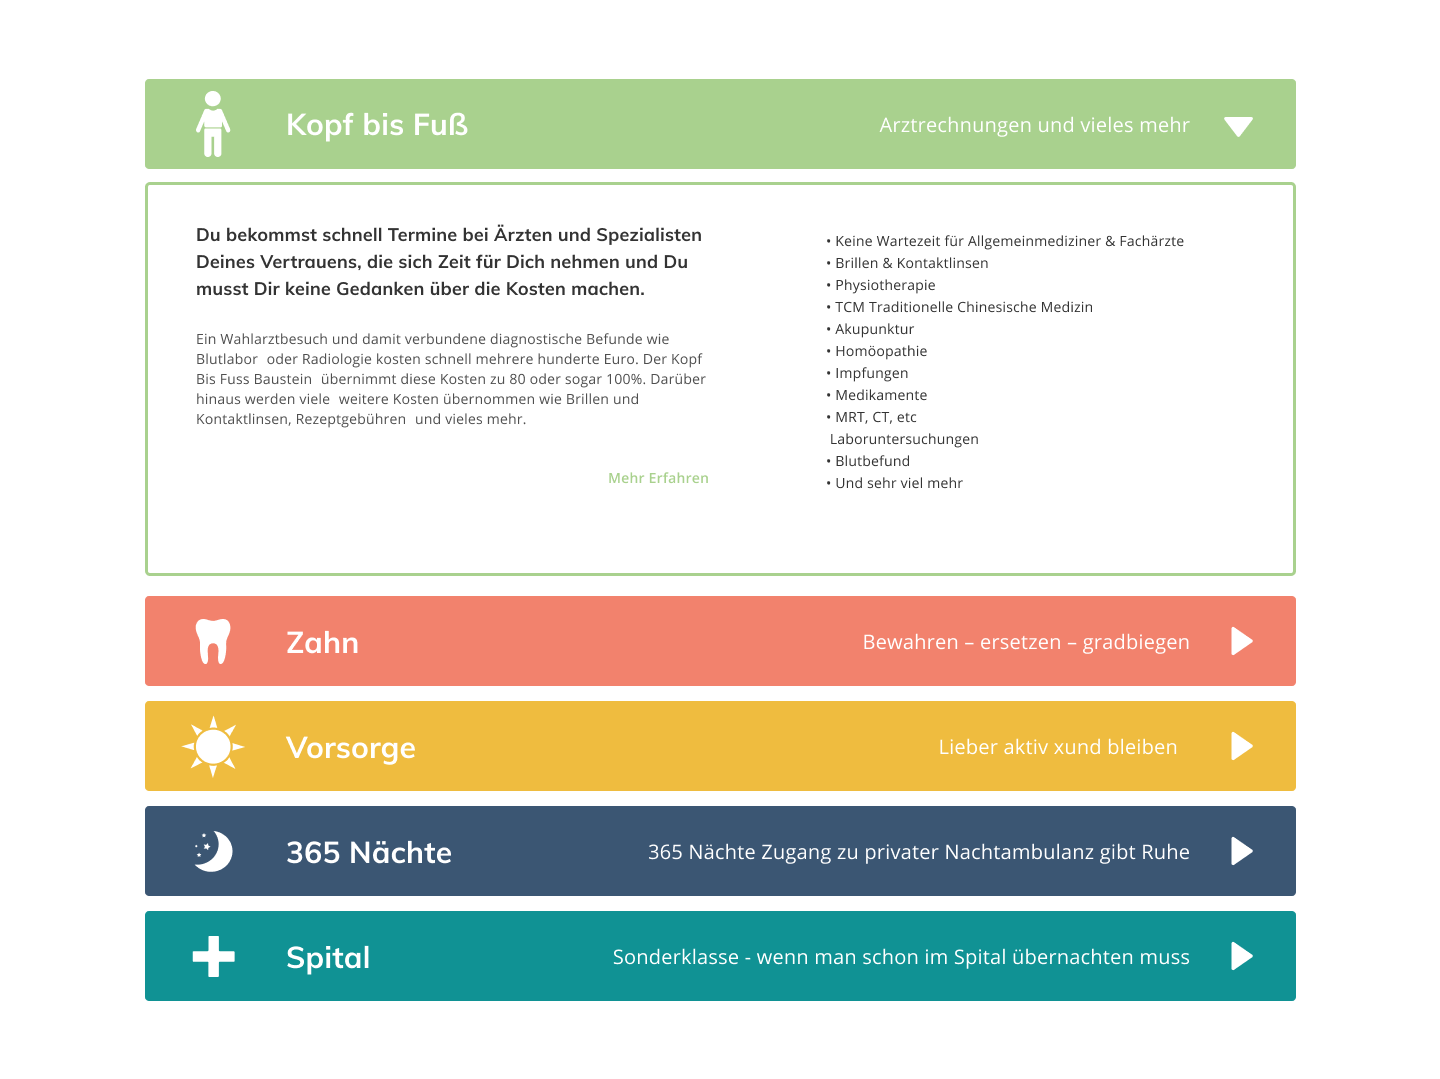 Kopf bis Fuß
Arztrechnungen und vieles mehr
Du bekommst schnell Termine bei Ärzten und Spezialisten
Deines Vertrauens, die sich Zeit für Dich nehmen und Du
musst Dir keine Gedanken über die Kosten machen.
Ein Wahlarztbesuch und damit verbundene diagnostische Befunde wie
Blutlabor  oder Radiologie kosten schnell mehrere hunderte Euro. Der Kopf
Bis Fuss Baustein  übernimmt diese Kosten zu 80 oder sogar 100%. Darüber
hinaus werden viele  weitere Kosten übernommen wie Brillen und
Kontaktlinsen, Rezeptgebühren  und vieles mehr.
Mehr Erfahren
• Keine Wartezeit für Allgemeinmediziner & Fachärzte
• Brillen & Kontaktlinsen
• Physiotherapie
• TCM Traditionelle Chinesische Medizin
• Akupunktur
• Homöopathie
• Impfungen
• Medikamente
• MRT, CT, etc
Laboruntersuchungen
• Blutbefund
• Und sehr viel mehr
Zahn
Bewahren – ersetzen – gradbiegen
Vorsorge
Lieber aktiv xund bleiben
365 Nächte
365 Nächte Zugang zu privater Nachtambulanz gibt Ruhe
Spital
Sonderklasse - wenn man schon im Spital übernachten muss